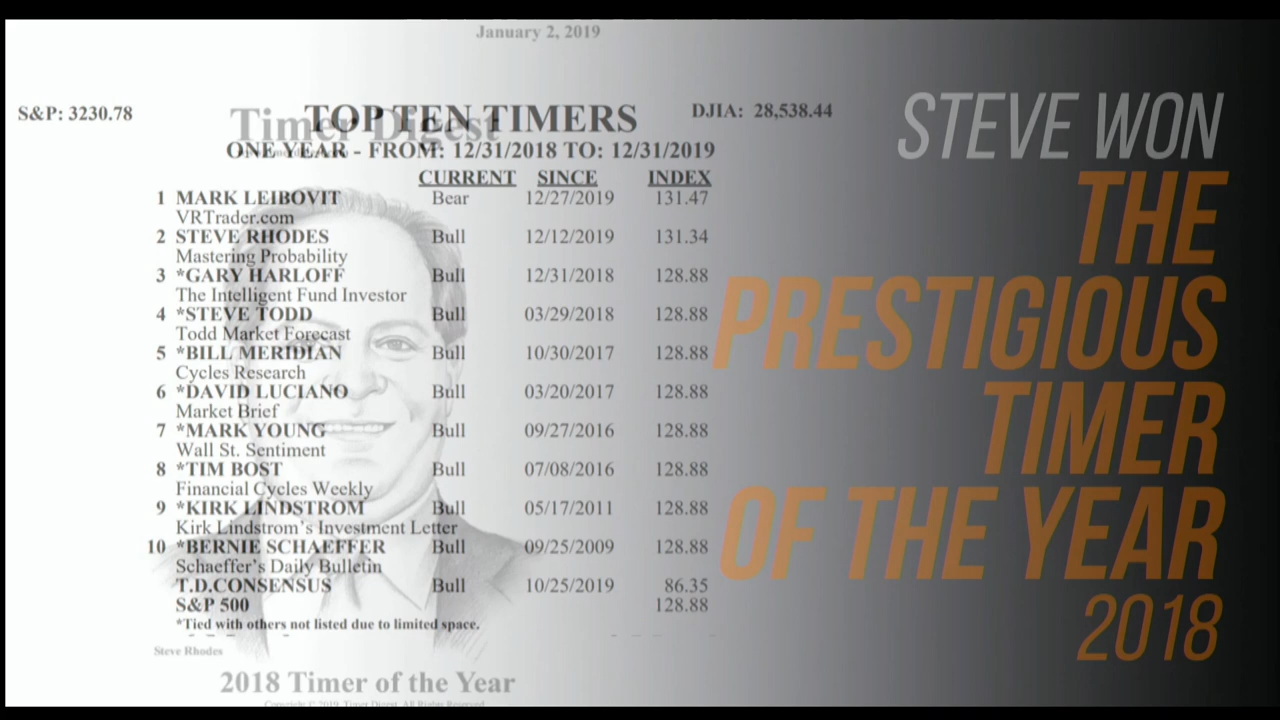 January 2, 2019
S&P: 3230.78
Timer Digest
TOP TEN TIMERS
DJIA: 28,538.44
ONE YEAR - FROM: 12/31/2018 TO: 12/31/2019
CURRENT SINCE INDEX
1 MARK LEIBOVIT Bear 12/27/2019 131.47
VRTrader.com
2 STEVE RHODES Bull 12/12/2019 131.34
Mastering Probability
3 *GARY HARLOFF Bull 12/31/2018 128.88
The Intelligent Fund Investor
4 *STEVE TODD Bull 03/29/2018 128.88
Todd Market Forecast
5 *BILL MERIDIAN Bull 10/30/2017 128.88
Cycles Research
6 *DAVID LUCIANO Bull 03/20/2017 128.88
Market Brief
7 *MARK YOUNG Bull 09/27/2016 128.88
Wall St. Sentiment
8 *TIM BOST Bull 07/08/2016 128.88
Financial Cycles Weekly
9 *KIRK LINDSTROM Bull 05/17/2011 128.88
Kirk Lindstrom's Investment Letter
10 *BERNIE SCHAEFFER Bull 09/25/2009 128.88
Schaeffer's Daily Bulletin
T.D.CONSENSUS Bull 10/25/2019 86.35
S&P 500 128.88
*Tied with others not listed due to limited space.
Steve Rhodes
2018 Timer of the Year
Copyright © 2019, Timer Digest, All Rights Reserved
STEVE WON
THE
PRESTIGIOUS
TIMER
OF THE YEAR
2018